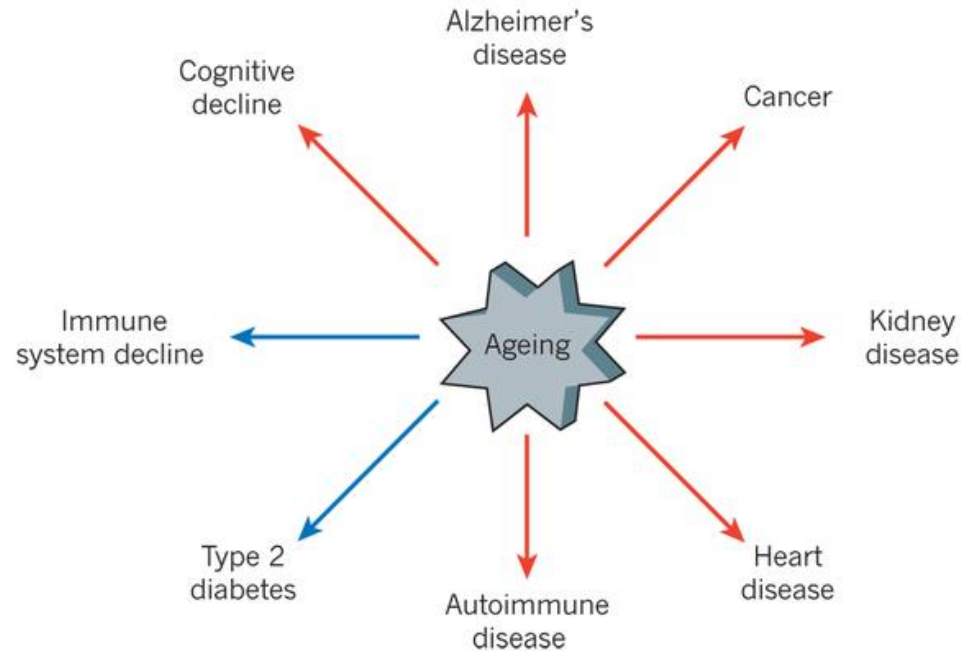 Alzheimer's
disease
Cognitive
decline
Cancer
Immune
system decline
Ageing
Kidney
disease
Type 2
diabetes
Heart
disease
Autoimmune
disease